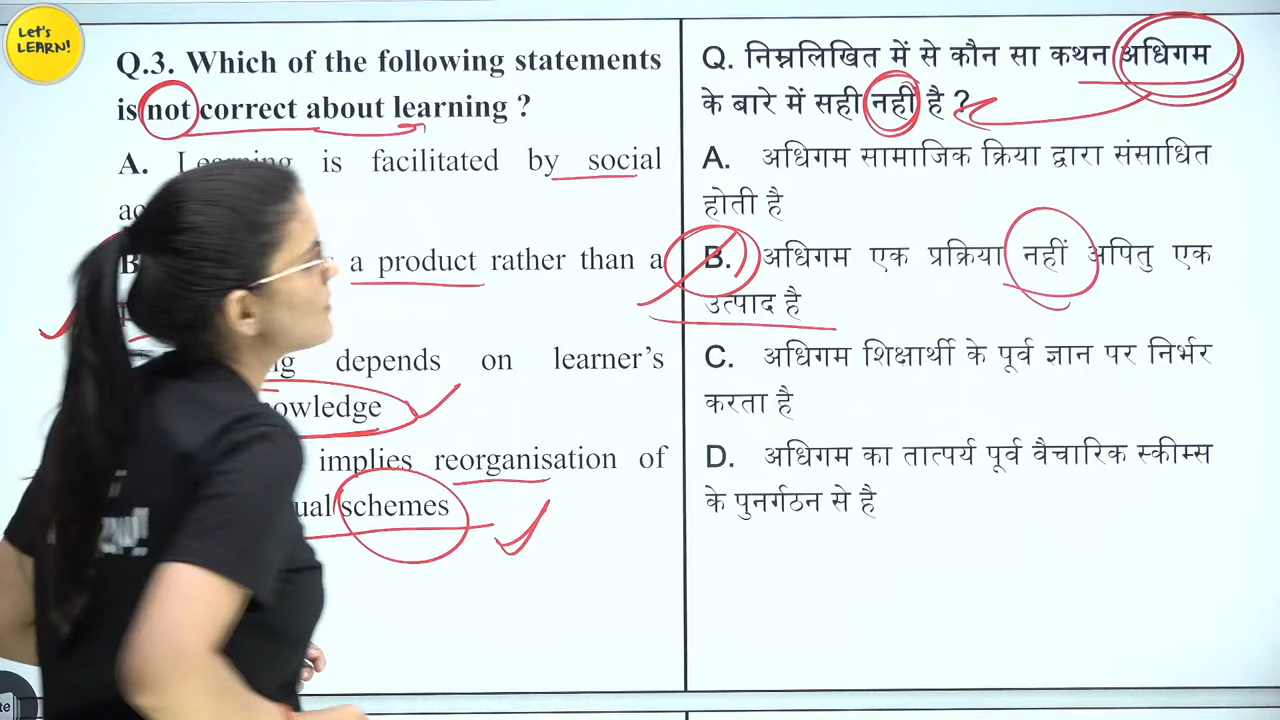 Let's
LEARN!
Q.3. Which of the following statements
is not correct about learning ?
A. Learning is facilitated by social
B. a product rather than a
depends on learner's
implies reorganisation of
schemes
Q. निम्नलिखित में से कौन सा कथन अधिगम
के बारे में सही नहीं है ?
A. अधिगम सामाजिक क्रिया द्वारा संसाधित
होती है
B. अधिगम एक प्रक्रिया नहीं अपितु एक
उत्पाद है
C. अधिगम शिक्षार्थी के पूर्व ज्ञान पर निर्भर
करता है
D. अधिगम का तात्पर्य पूर्व वैचारिक स्कीम्स
के पुनर्गठन से है